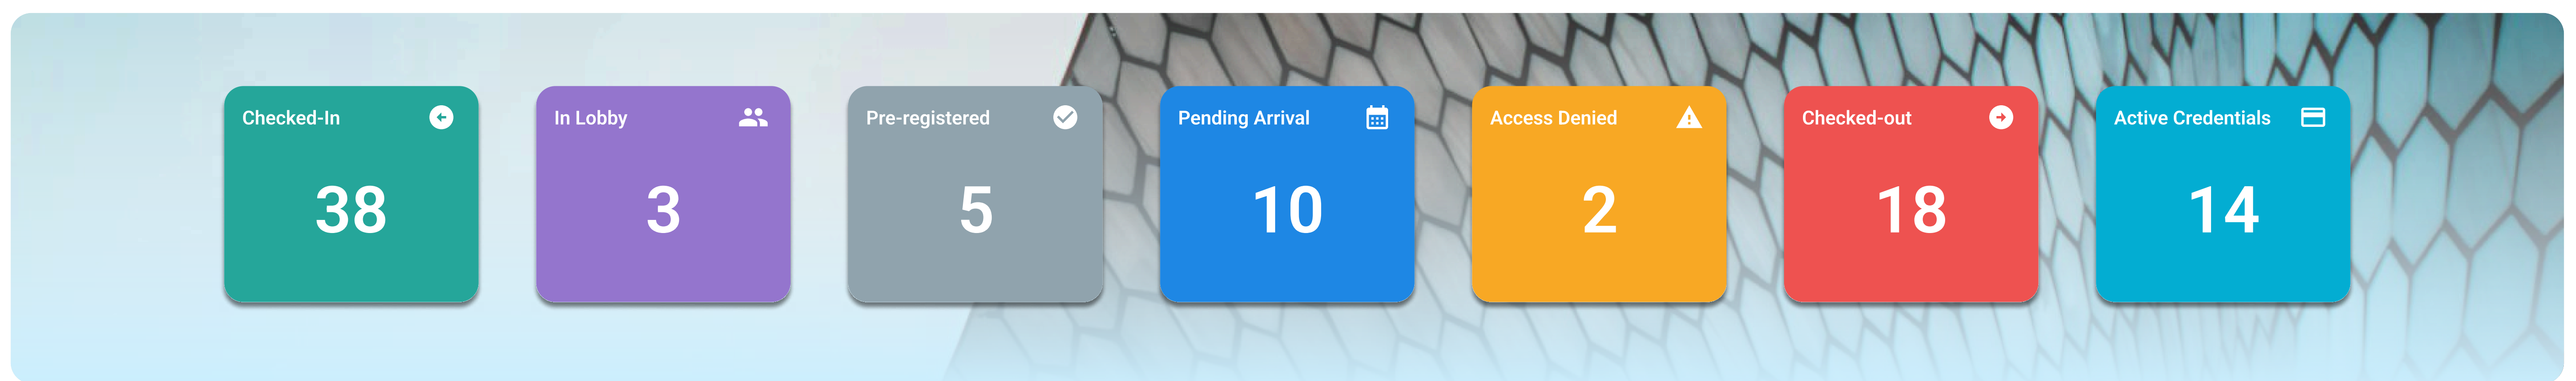 Checked-In
38
In Lobby
3
Pre-registered
5
Pending Arrival
10
Access Denied
2
Checked-out
18
Active Credentials
14